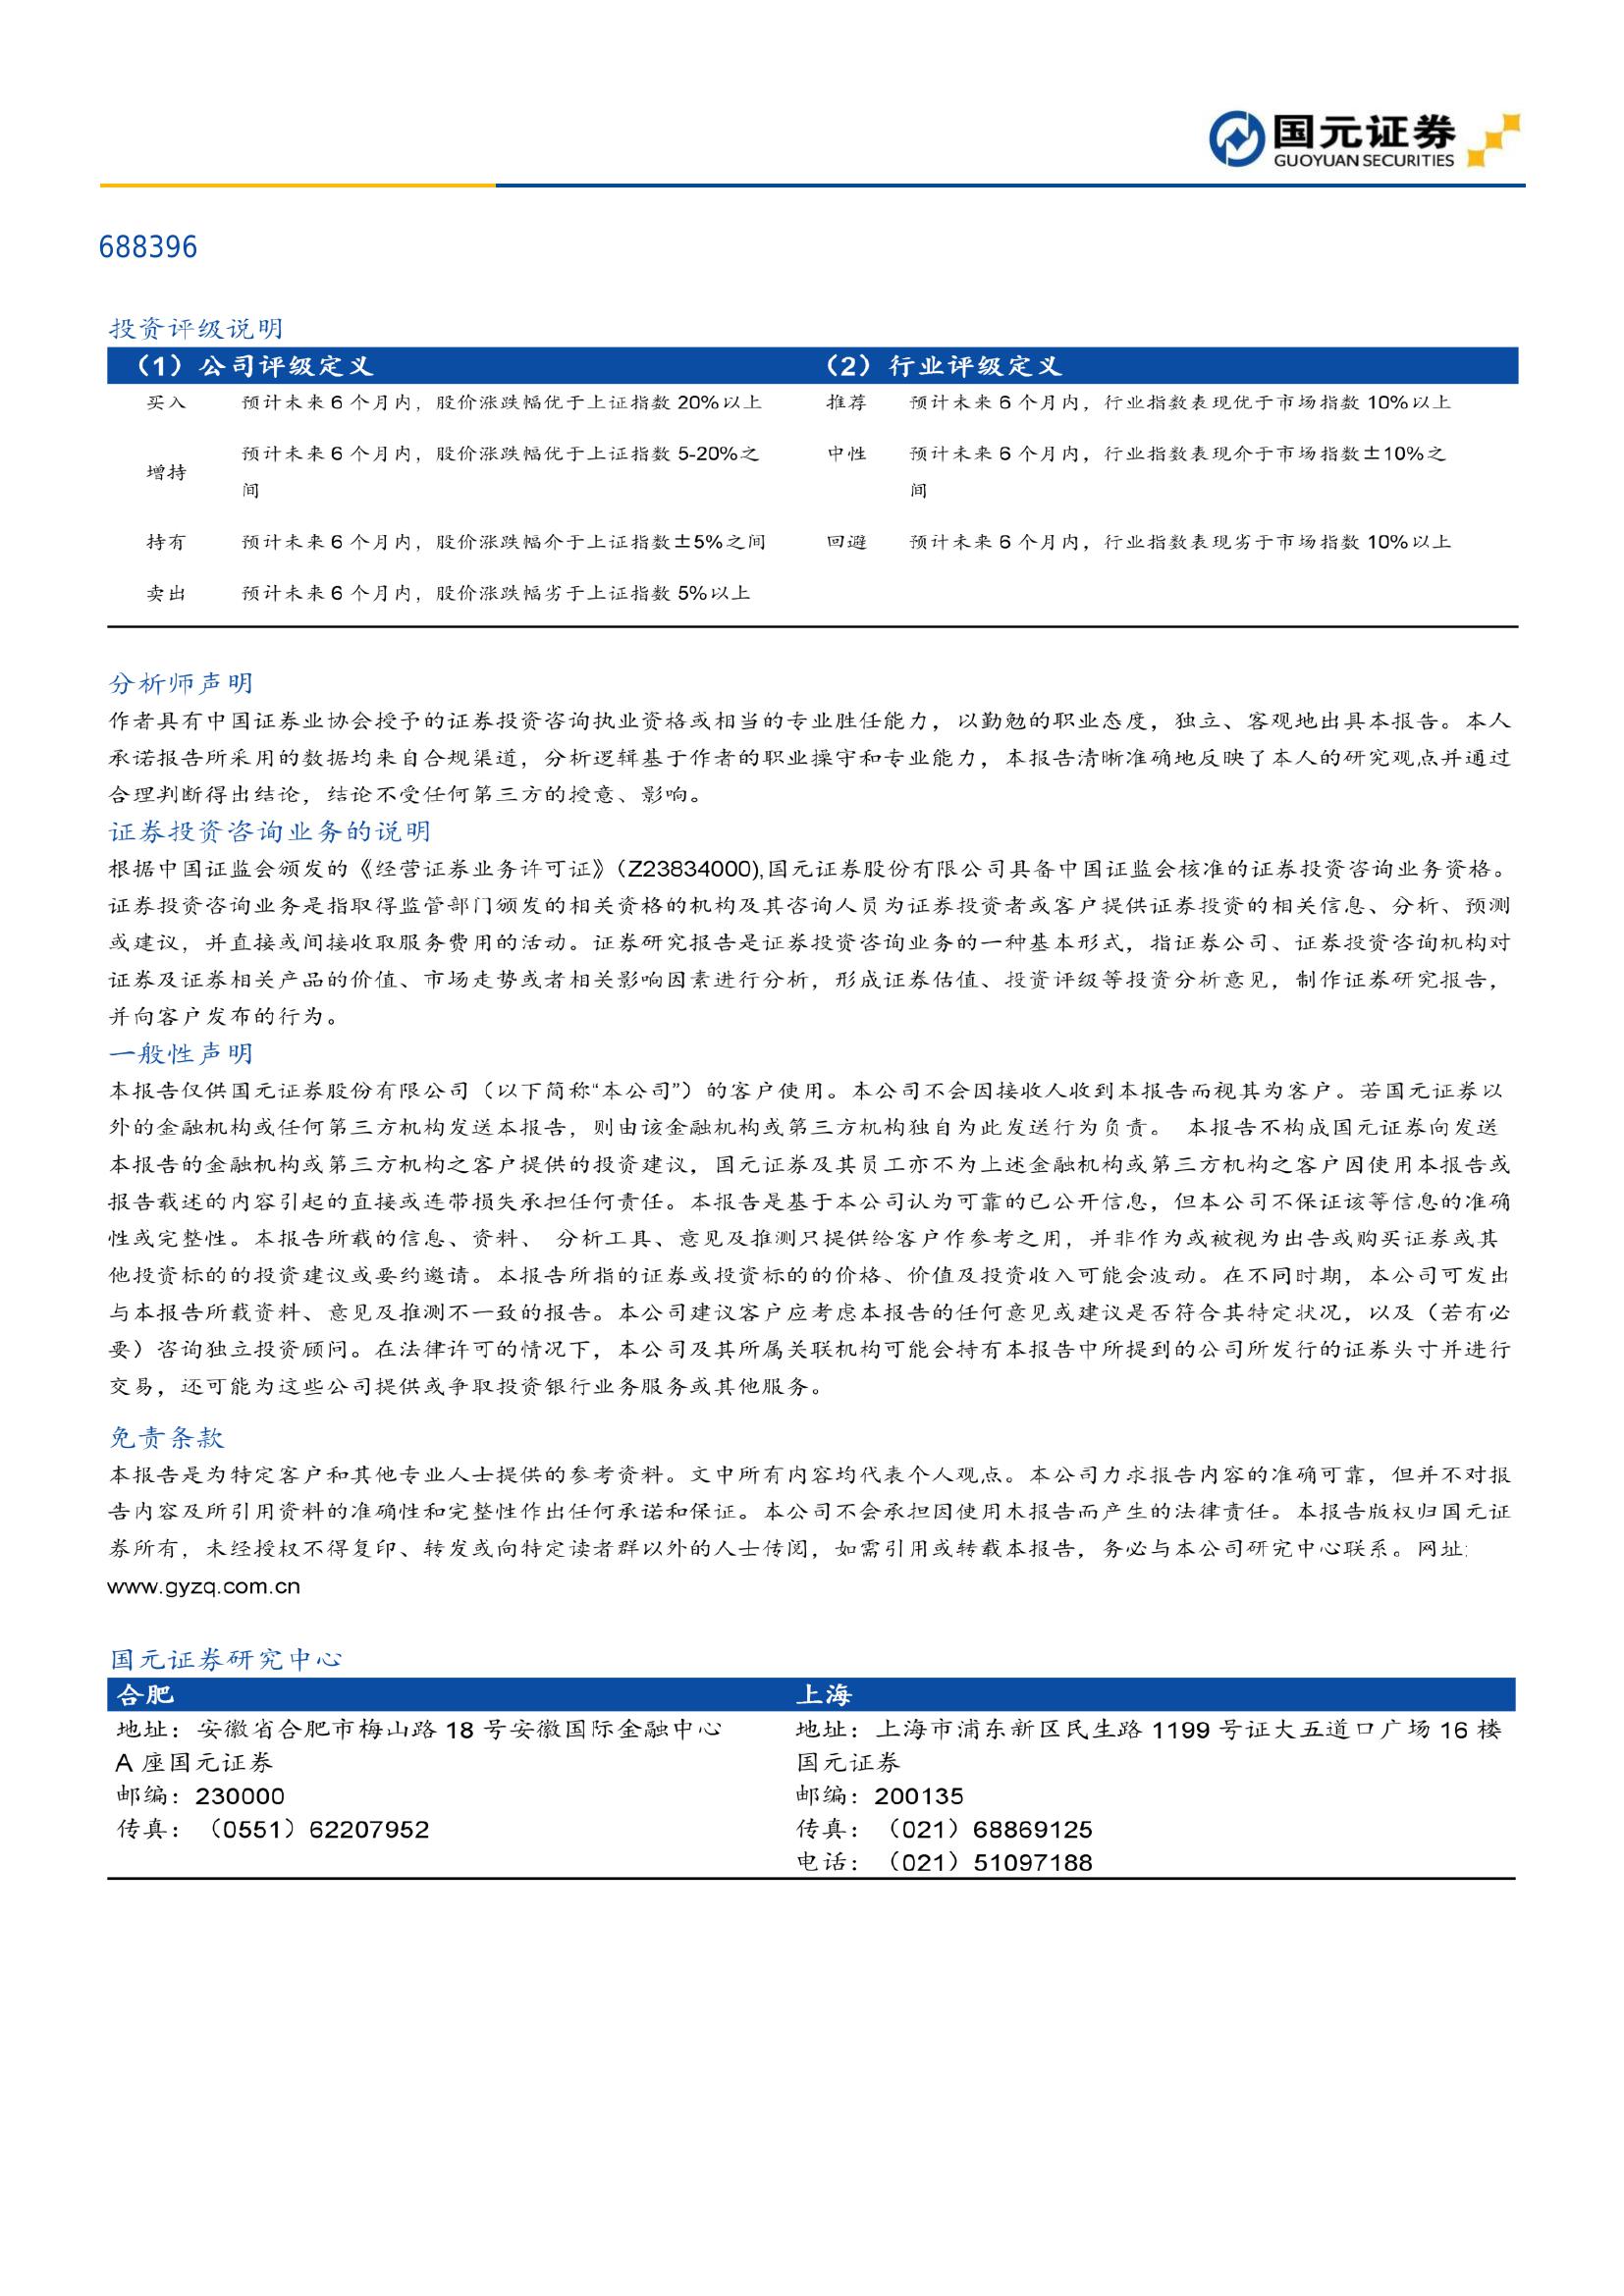 国元证券
GUOYUAN SECURITIES
688396
投资评级说明
（1）公司评级定义 （2）行业评级定义
买入 预计未来 6 个月内，股价涨跌幅优于上证指数 20%以上 推荐 预计未来 6 个月内，行业指数表现优于市场指数 10%以上
增持 预计未来 6 个月内，股价涨跌幅优于上证指数 5-20%之 中性 预计未来 6 个月内，行业指数表现介于市场指数±10%之
间 间
持有 预计未来 6 个月内，股价涨跌幅介于上证指数±5%之间 回避 预计未来 6 个月内，行业指数表现劣于市场指数 10%以上
卖出 预计未来 6 个月内，股价涨跌幅劣于上证指数 5%以上
分析师声明
作者具有中国证券业协会授予的证券投资咨询执业资格或相当的专业胜任能力，以勤勉的职业态度，独立、客观地出具本报告。本人
承诺报告所采用的数据均来自合规渠道，分析逻辑基于作者的职业操守和专业能力，本报告清晰准确地反映了本人的研究观点并通过
合理判断得出结论，结论不受任何第三方的授意、影响。
证券投资咨询业务的说明
根据中国证监会颁发的《经营证券业务许可证》（Z23834000),国元证券股份有限公司具备中国证监会核准的证券投资咨询业务资格。
证券投资咨询业务是指取得监管部门颁发的相关资格的机构及其咨询人员为证券投资者或客户提供证券投资的相关信息、分析、预测
或建议，并直接或间接收取服务费用的活动。证券研究报告是证券投资咨询业务的一种基本形式，指证券公司、证券投资咨询机构对
证券及证券相关产品的价值、市场走势或者相关影响因素进行分析，形成证券估值、投资评级等投资分析意见，制作证券研究报告，
并向客户发布的行为。
一般性声明
本报告仅供国元证券股份有限公司（以下简称“本公司”）的客户使用。本公司不会因接收人收到本报告而视其为客户。若国元证券以
外的金融机构或任何第三方机构发送本报告，则由该金融机构或第三方机构独自为此发送行为负责。 本报告不构成国元证券向发送
本报告的金融机构或第三方机构之客户提供的投资建议，国元证券及其员工亦不为上述金融机构或第三方机构之客户因使用本报告或
报告载述的内容引起的直接或连带损失承担任何责任。本报告是基于本公司认为可靠的已公开信息，但本公司不保证该等信息的准确
性或完整性。本报告所载的信息、资料、 分析工具、意见及推测只提供给客户作参考之用，并非作为或被视为出告或购买证券或其
他投资标的的投资建议或要约邀请。本报告所指的证券或投资标的的价格、价值及投资收入可能会波动。在不同时期，本公司可发出
与本报告所载资料、意见及推测不一致的报告。本公司建议客户应考虑本报告的任何意见或建议是否符合其特定状况，以及（若有必
要）咨询独立投资顾问。在法律许可的情况下，本公司及其所属关联机构可能会持有本报告中所提到的公司所发行的证券头寸并进行
交易，还可能为这些公司提供或争取投资银行业务服务或其他服务。
免责条款
本报告是为特定客户和其他专业人士提供的参考资料。文中所有内容均代表个人观点。本公司力求报告内容的准确可靠，但并不对报
告内容及所引用资料的准确性和完整性作出任何承诺和保证。本公司不会承担因使用木报告而产生的法律责任。本报告版权归国元证
券所有，未经授权不得复印、转发或向特定读者群以外的人士传阅，如需引用或转载本报告，务必与本公司研究中心联系。网址:
www.gyzq.com.cn
国元证券研究中心
合肥 上海
地址：安徽省合肥市梅山路 18 号安徽国际金融中心 地址：上海市浦东新区民生路 1199 号证大五道口广场 16 楼
A 座国元证券 国元证券
邮编：230000 邮编：200135
传真：（0551）62207952 传真：（021）68869125
电话：（021）51097188